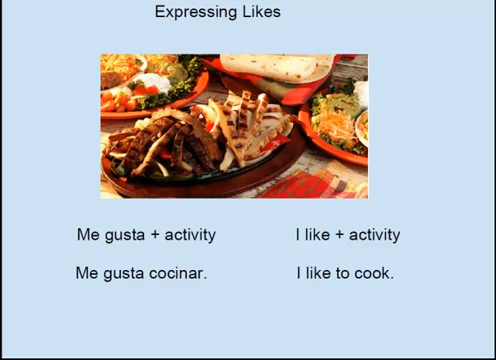 Expressing Likes
Me gusta + activity
I like + activity
Me gusta cocinar.
I like to cook.